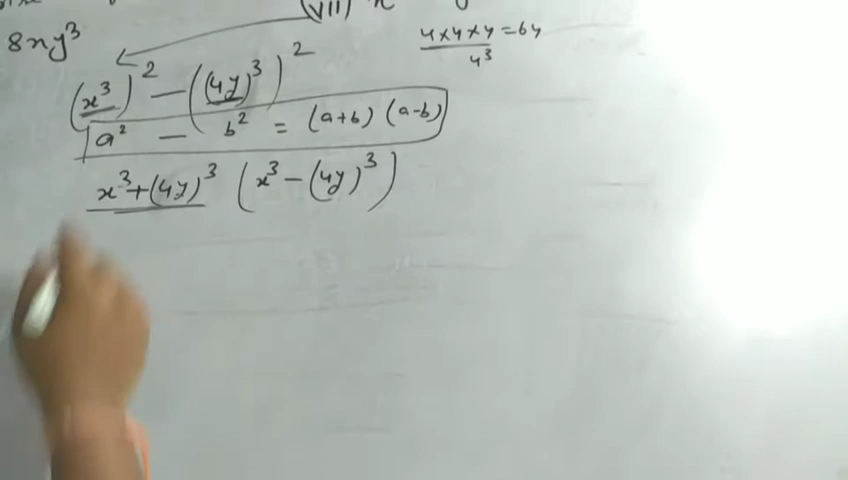 (VII) x
8xy³
4×4×4=64
4³
(x³)² - ((4y)³)²
a² - b² = (a+b) (a-b)
x³+(4y)³ (x³-(4y)³)